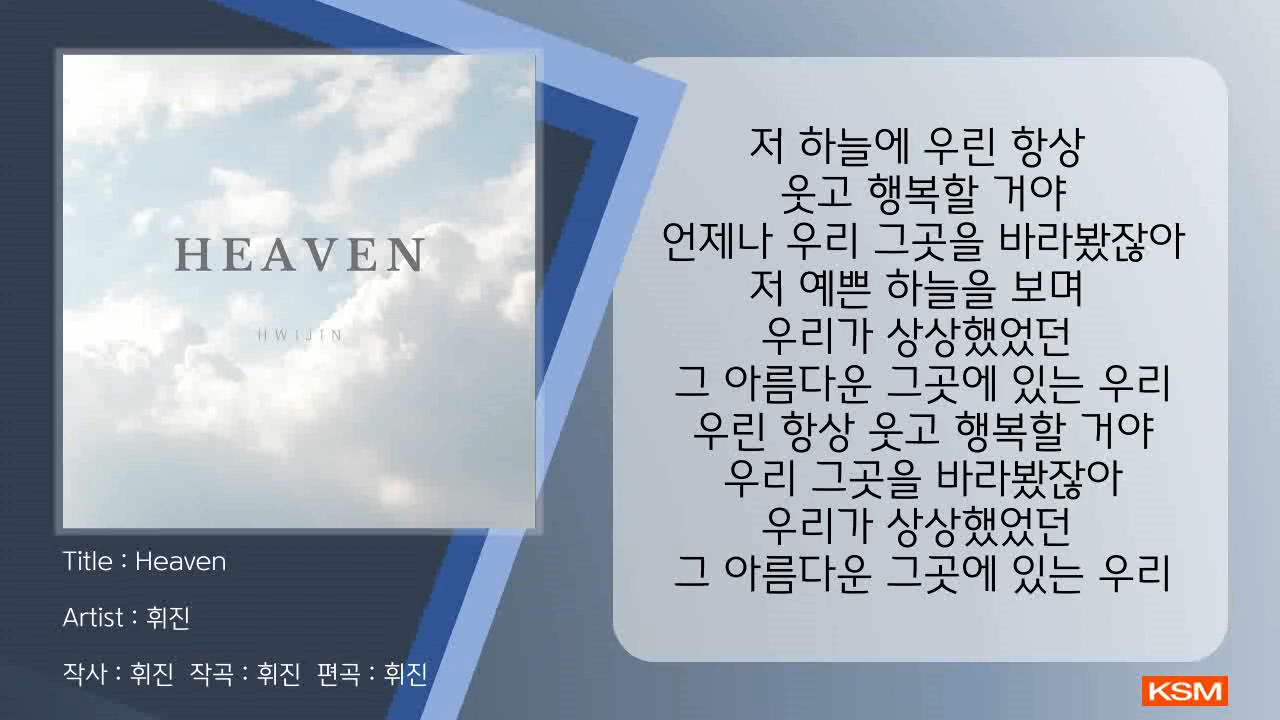 HEAVEN
HWIJIN
Title : Heaven
Artist : 휘진
작사 : 휘진 작곡 : 휘진 편곡 : 휘진
저 하늘에 우린 항상
웃고 행복할 거야
언제나 우리 그곳을 바라봤잖아
저 예쁜 하늘을 보며
우리가 상상했었던
그 아름다운 그곳에 있는 우리
우린 항상 웃고 행복할 거야
우리 그곳을 바라봤잖아
우리가 상상했었던
그 아름다운 그곳에 있는 우리
KSM